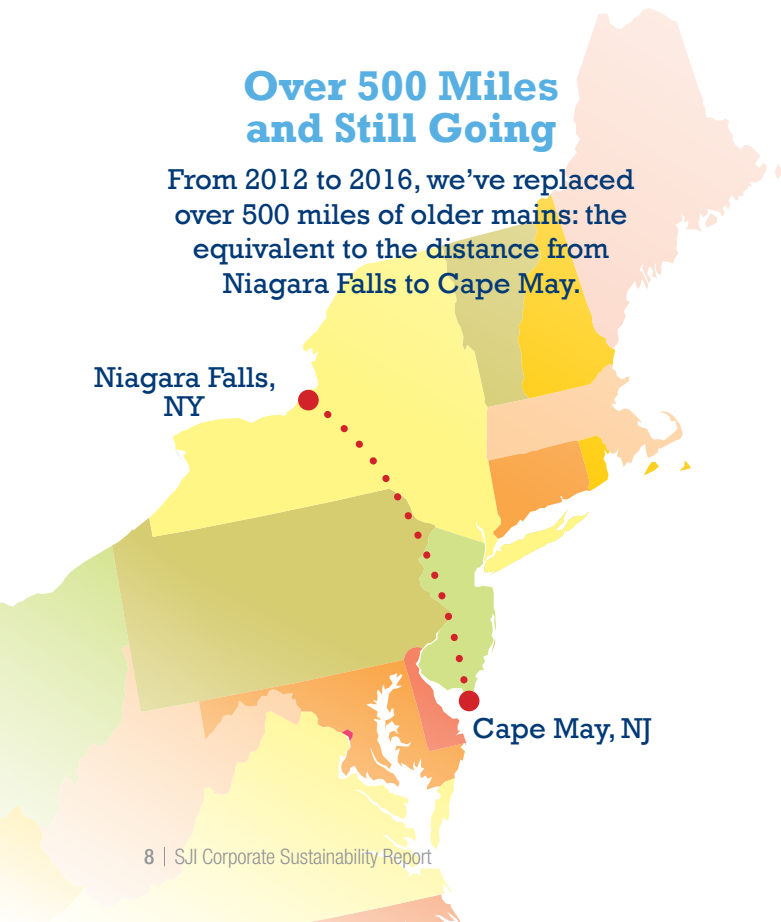 Over 500 Miles
and Still Going
From 2012 to 2016, we’ve replaced
over 500 miles of older mains: the
equivalent to the distance from
Niagara Falls to Cape May.
Niagara Falls,
NY
Cape May, NJ
8 | SJI Corporate Sustainability Report